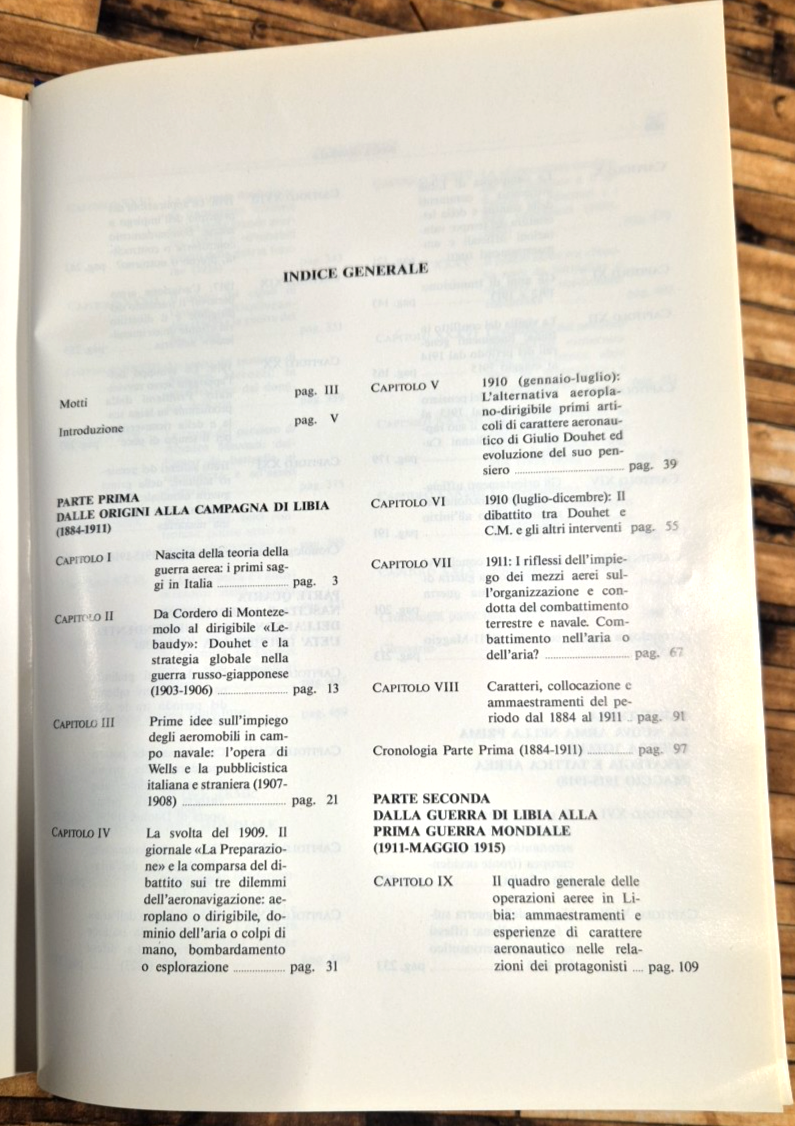 INDICE GENERALE
Motti pag. III
Introduzione pag. V
PARTE PRIMA
DALLE ORIGINI ALLA CAMPAGNA DI LIBIA
(1884-1911)
CAPITOLO I Nascita della teoria della
guerra aerea: i primi sag-
gi in Italia ........................ pag. 3
CAPITOLO II Da Cordero di Monteze-
molo al dirigibile «Le-
baudy»: Douhet e la
strategia globale nella
guerra russo-giapponese
(1903-1906) ........................ pag. 13
CAPITOLO III Prime idee sull'impiego
degli aeromobili in cam-
po navale: l'opera di
Wells e la pubblicistica
italiana e straniera (1907-
1908) .................................. pag. 21
CAPITOLO IV La svolta del 1909. Il
giornale «La Preparazio-
ne» e la comparsa del di-
battito sui tre dilemmi
dell'aeronavigazione: ae-
roplano o dirigibile, do-
minio dell'aria o colpi di
mano, bombardamento
o esplorazione .................. pag. 31
CAPITOLO V 1910 (gennaio-luglio):
L'alternativa aeropla-
no-dirigibile primi arti-
coli di carattere aeronau-
tico di Giulio Douhet ed
evoluzione del suo pen-
siero .................................. pag. 39
CAPITOLO VI 1910 (luglio-dicembre): Il
dibattito tra Douhet e
C.M. e gli altri interventi pag. 55
CAPITOLO VII 1911: I riflessi dell'impie-
go dei mezzi aerei sul-
l'organizzazione e con-
dotta del combattimento
terrestre e navale. Com-
battimento nell'aria o
dell'aria? ............................ pag. 67
CAPITOLO VIII Caratteri, collocazione e
ammaestramenti del pe-
riodo dal 1884 al 1911 .. pag. 91
Cronologia Parte Prima (1884-1911) .............. pag. 97
PARTE SECONDA
DALLA GUERRA DI LIBIA ALLA
PRIMA GUERRA MONDIALE
(1911-MAGGIO 1915)
CAPITOLO IX Il quadro generale delle
operazioni aeree in Li-
bia: ammaestramenti e
esperienze di carattere
aeronautico nelle rela-
zioni dei protagonisti .... pag. 109